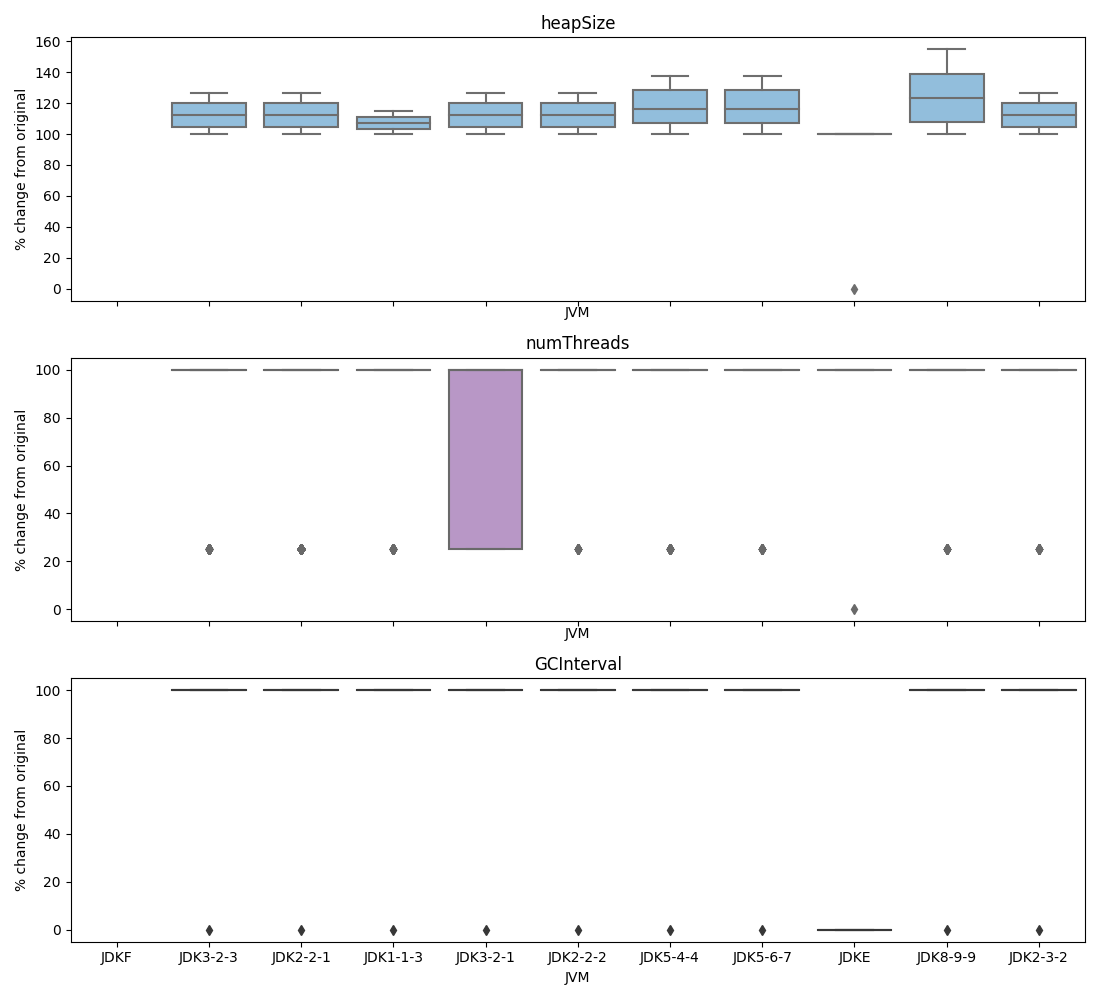 heapSize
160
140
120
100
80
60
40
20
0
% change from original
JVM
numThreads
100
80
60
40
20
0
% change from original
JVM
GCInterval
100
80
60
40
20
0
% change from original
JDKF JDK3-2-3 JDK2-2-1 JDK1-1-3 JDK3-2-1 JDK2-2-2 JDK5-4-4 JDK5-6-7 JDKE JDK8-9-9 JDK2-3-2
JVM